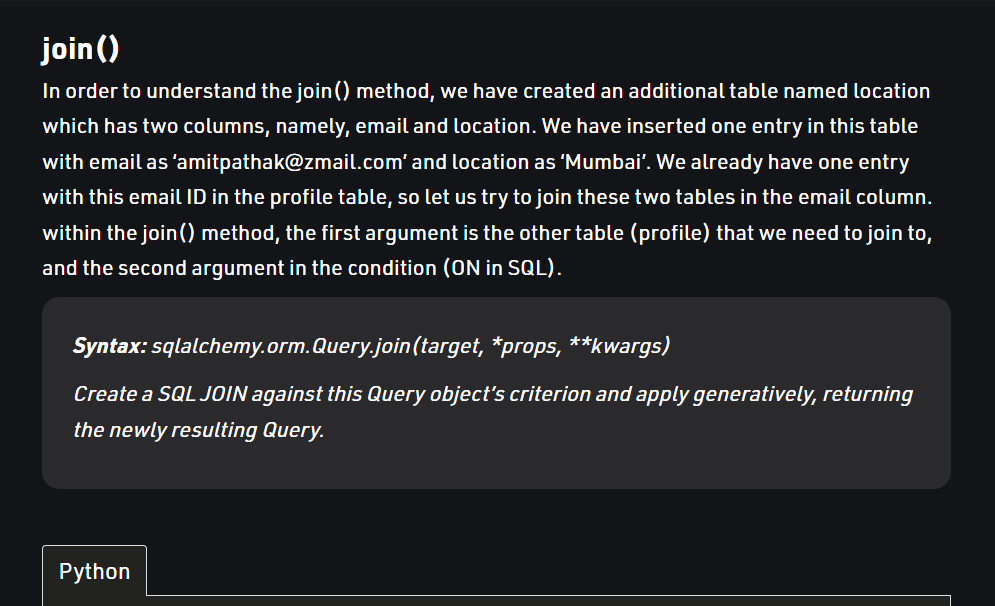 join()
In order to understand the join() method, we have created an additional table named location
which has two columns, namely, email and location. We have inserted one entry in this table
with email as ‘amitpathak@zmail.com’ and location as ‘Mumbai’. We already have one entry
with this email ID in the profile table, so let us try to join these two tables in the email column.
within the join() method, the first argument is the other table (profile) that we need to join to,
and the second argument in the condition (ON in SQL).
Syntax: sqlalchemy.orm.Query.join(target, *props, **kwargs)
Create a SQL JOIN against this Query object’s criterion and apply generatively, returning
the newly resulting Query.
Python